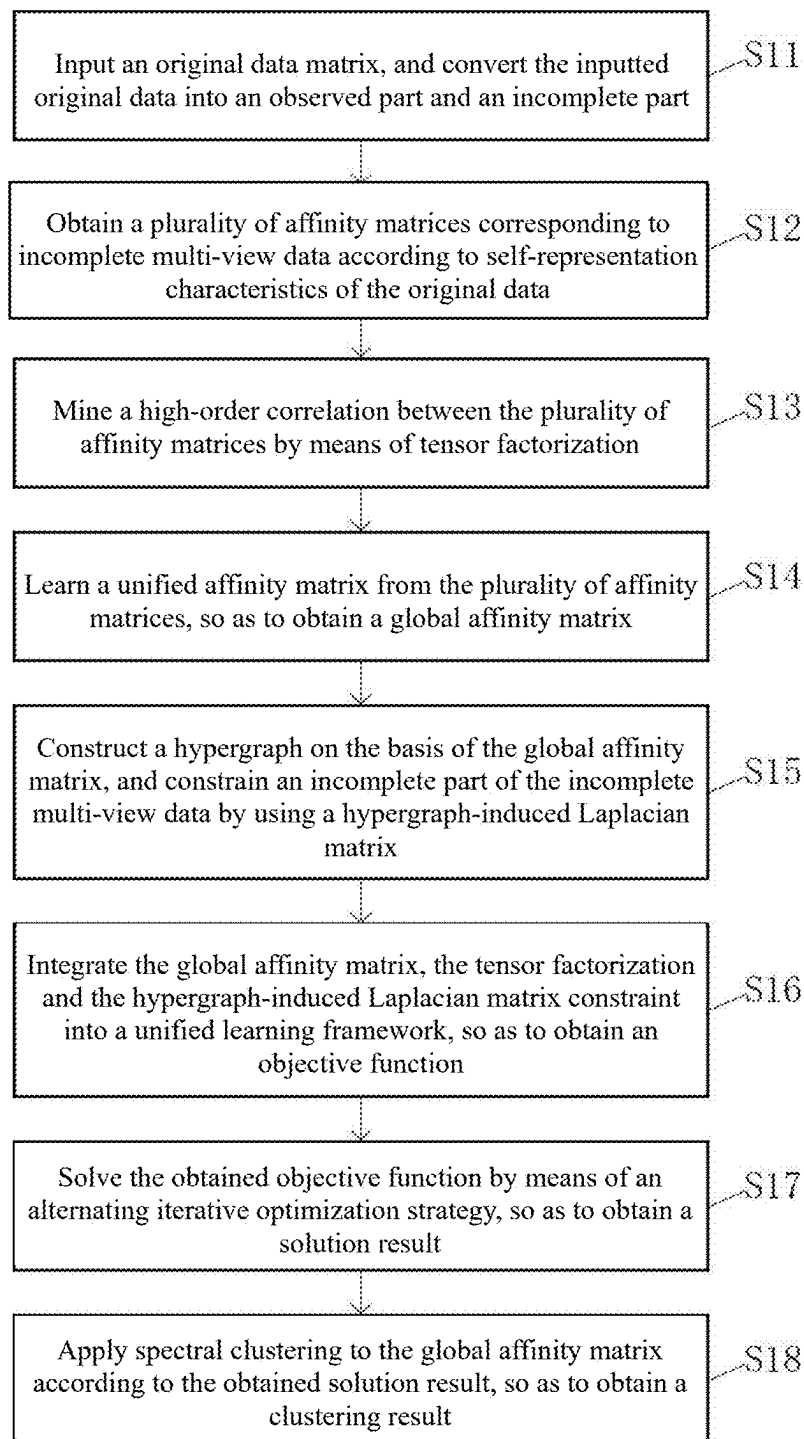 Input an original data matrix, and convert the inputted
original data into an observed part and an incomplete part
S11
Obtain a plurality of affinity matrices corresponding to
incomplete multi-view data according to self-representation
characteristics of the original data
S12
Mine a high-order correlation between the plurality of
affinity matrices by means of tensor factorization
S13
Learn a unified affinity matrix from the plurality of affinity
matrices, so as to obtain a global affinity matrix
S14
Construct a hypergraph on the basis of the global affinity
matrix, and constrain an incomplete part of the incomplete
multi-view data by using a hypergraph-induced Laplacian
matrix
S15
Integrate the global affinity matrix, the tensor factorization
and the hypergraph-induced Laplacian matrix constraint
into a unified learning framework, so as to obtain an
objective function
S16
Solve the obtained objective function by means of an
alternating iterative optimization strategy, so as to obtain a
solution result
S17
Apply spectral clustering to the global affinity matrix
according to the obtained solution result, so as to obtain a
clustering result
S18